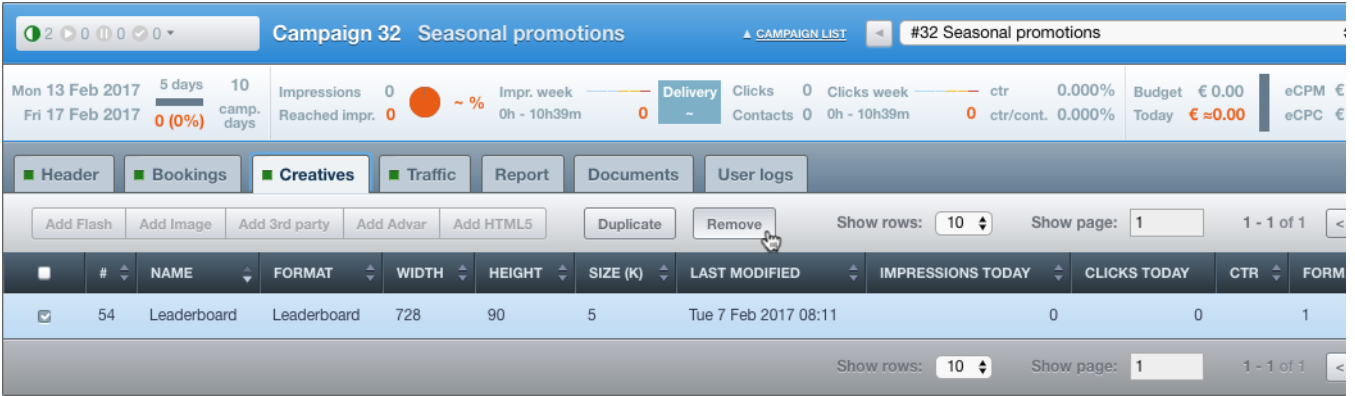 2 0 0 0 Campaign 32 Seasonal promotions ▲ CAMPAIGN LIST #32 Seasonal promotions
Mon 13 Feb 2017 5 days 10 Impressions 0 Impr. week Delivery Clicks 0 Clicks week ctr 0.000% Budget € 0.00 eCPM €
Fri 17 Feb 2017 0 (0%) camp. days Reached impr. 0 ~ % 0h - 10h39m 0 ~ Contacts 0 0h - 10h39m 0 ctr/cont. 0.000% Today € ≈0.00 eCPC €
Header Bookings Creatives Traffic Report Documents User logs
Add Flash Add Image Add 3rd party Add Advar Add HTML5 Duplicate Remove Show rows: 10 Show page: 1 1 - 1 of 1 <
# NAME FORMAT WIDTH HEIGHT SIZE (K) LAST MODIFIED IMPRESSIONS TODAY CLICKS TODAY CTR FORM
54 Leaderboard Leaderboard 728 90 5 Tue 7 Feb 2017 08:11 0 0 1
Show rows: 10 Show page: 1 1 - 1 of 1 <